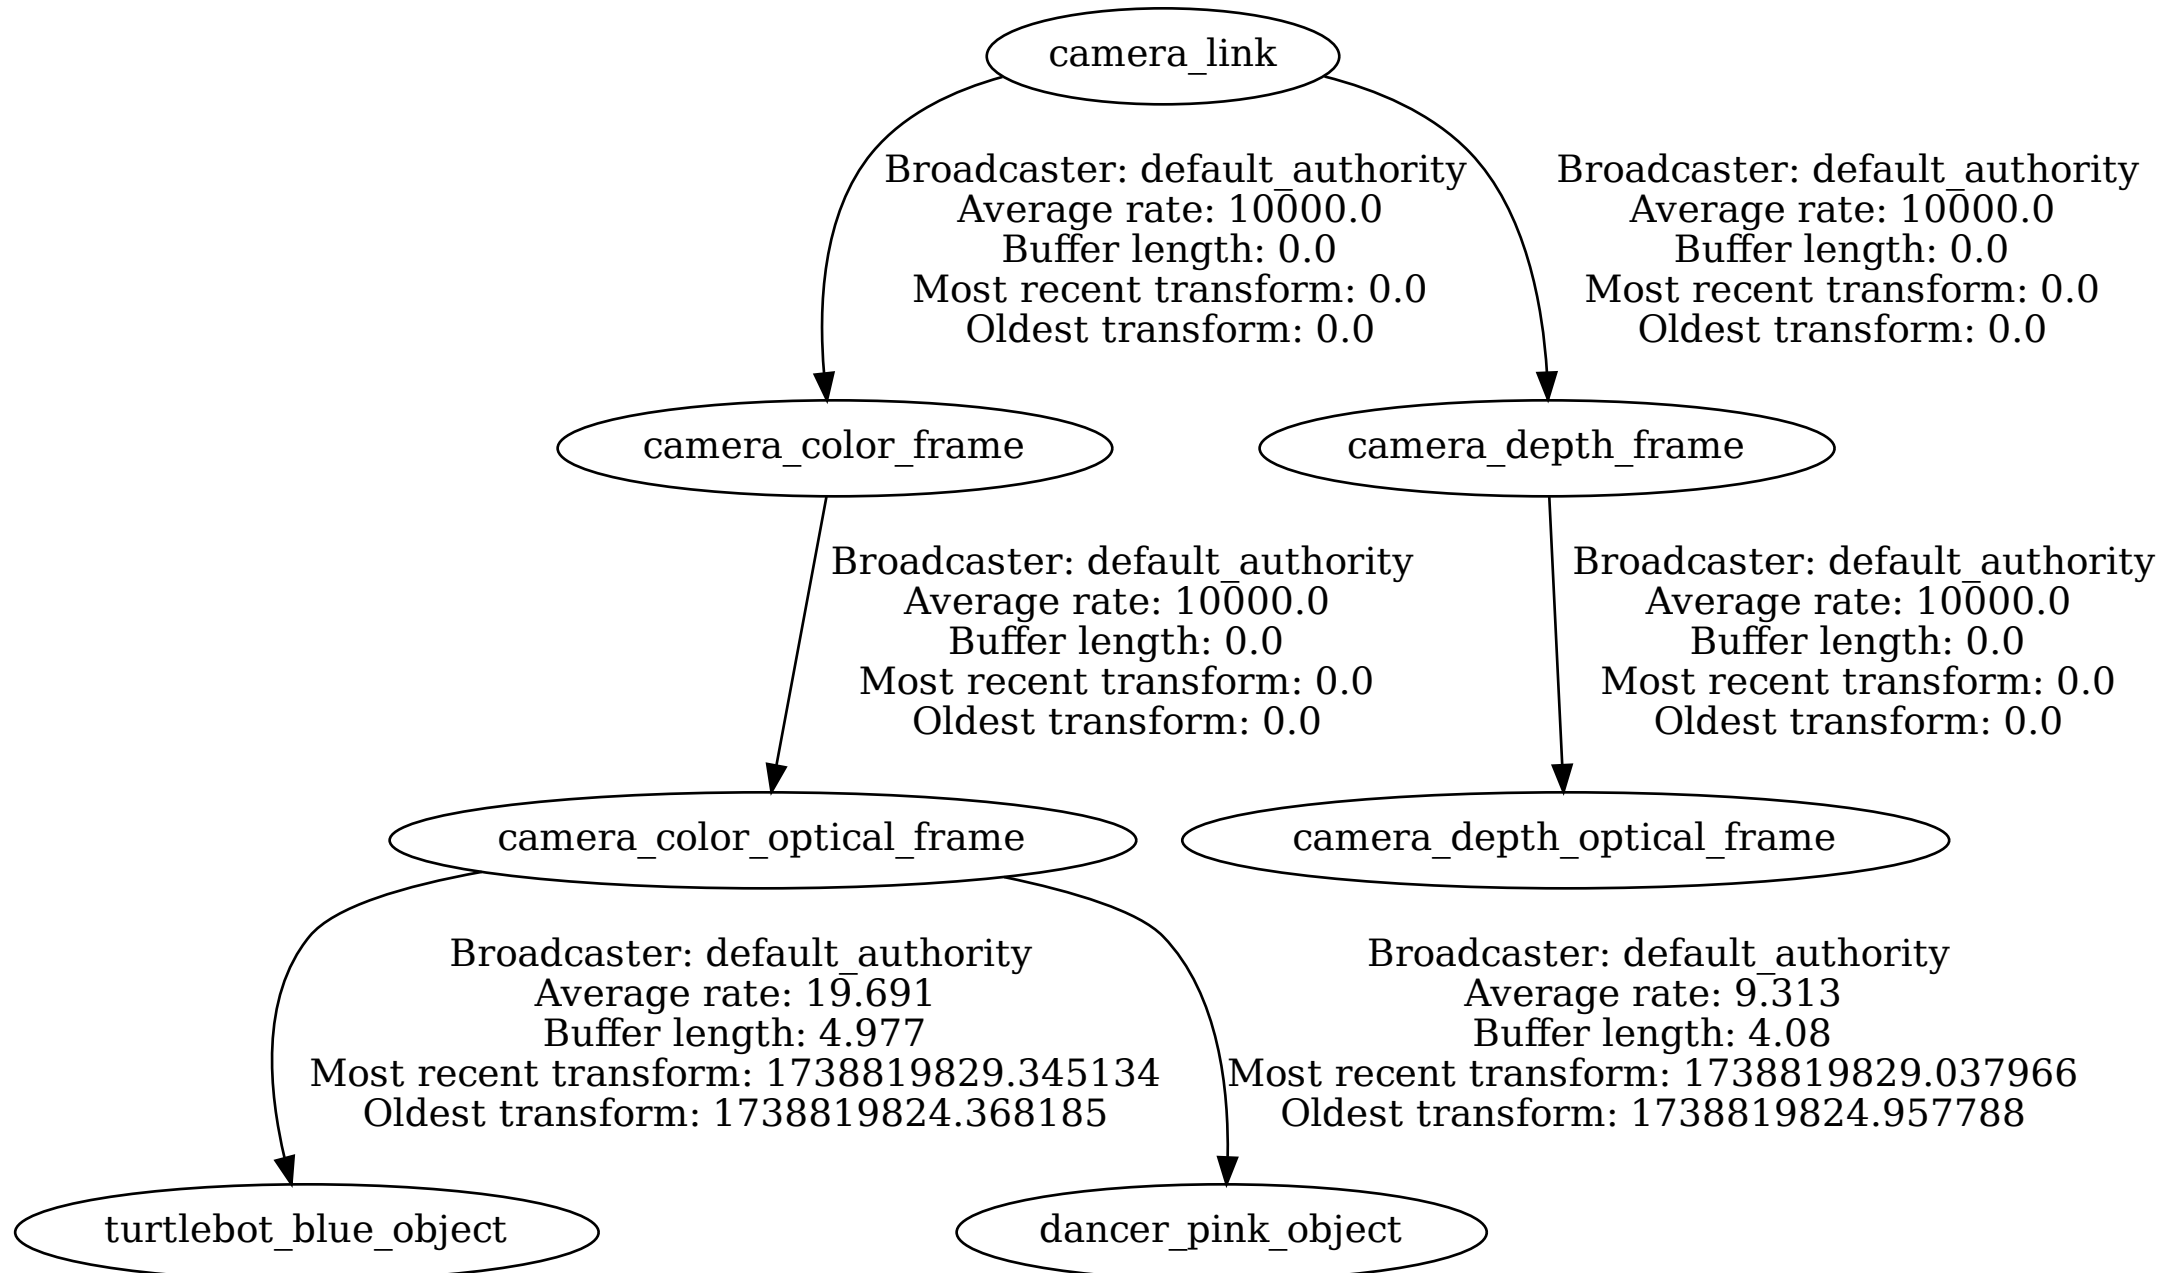 camera_link
Broadcaster: default_authority
Average rate: 10000.0
Buffer length: 0.0
Most recent transform: 0.0
Oldest transform: 0.0
Broadcaster: default_authority
Average rate: 10000.0
Buffer length: 0.0
Most recent transform: 0.0
Oldest transform: 0.0
camera_color_frame
camera_depth_frame
Broadcaster: default_authority
Average rate: 10000.0
Buffer length: 0.0
Most recent transform: 0.0
Oldest transform: 0.0
Broadcaster: default_authority
Average rate: 10000.0
Buffer length: 0.0
Most recent transform: 0.0
Oldest transform: 0.0
camera_color_optical_frame
camera_depth_optical_frame
Broadcaster: default_authority
Average rate: 19.691
Buffer length: 4.977
Most recent transform: 1738819829.345134
Oldest transform: 1738819824.368185
Broadcaster: default_authority
Average rate: 9.313
Buffer length: 4.08
Most recent transform: 1738819829.037966
Oldest transform: 1738819824.957788
turtlebot_blue_object
dancer_pink_object